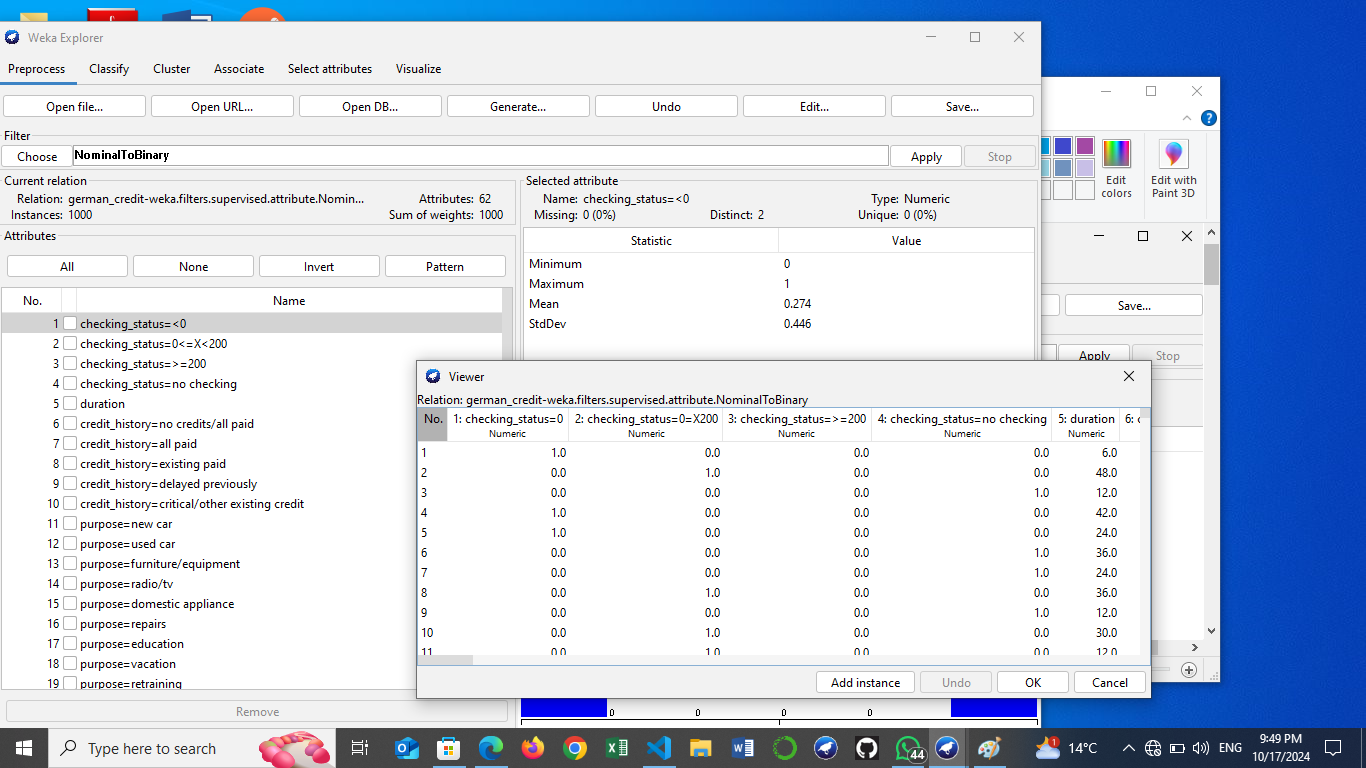 Weka Explorer
Preprocess Classify Cluster Associate Select attributes Visualize
Open file... Open URL... Open DB... Generate... Undo Edit... Save...
Filter
Choose NominalToBinary Apply Stop
Current relation
Relation: german_credit-weka.filters.supervised.attribute.Nomin... Attributes: 62
Instances: 1000 Sum of weights: 1000
Attributes
All None Invert Pattern
No. Name
1 checking_status=<0
2 checking_status=0<=X<200
3 checking_status=>=200
4 checking_status=no checking
5 duration
6 credit_history=no credits/all paid
7 credit_history=all paid
8 credit_history=existing paid
9 credit_history=delayed previously
10 credit_history=critical/other existing credit
11 purpose=new car
12 purpose=used car
13 purpose=furniture/equipment
14 purpose=radio/tv
15 purpose=domestic appliance
16 purpose=repairs
17 purpose=education
18 purpose=vacation
19 purpose=retraining
Remove
Selected attribute
Name: checking_status=<0 Type: Numeric
Missing: 0 (0%) Distinct: 2 Unique: 0 (0%)
Statistic Value
Minimum 0
Maximum 1
Mean 0.274
StdDev 0.446
Viewer
Relation: german_credit-weka.filters.supervised.attribute.NominalToBinary
No. 1: checking_status=0 2: checking_status=0=X200 3: checking_status=>=200 4: checking_status=no checking 5: duration 6: c
Numeric Numeric Numeric Numeric Numeric
1 1.0 0.0 0.0 0.0 6.0
2 0.0 1.0 0.0 0.0 48.0
3 0.0 0.0 0.0 1.0 12.0
4 1.0 0.0 0.0 0.0 42.0
5 1.0 0.0 0.0 0.0 24.0
6 0.0 0.0 0.0 1.0 36.0
7 0.0 0.0 0.0 1.0 24.0
8 0.0 1.0 0.0 0.0 36.0
9 0.0 0.0 0.0 1.0 12.0
10 0.0 1.0 0.0 0.0 30.0
11 0.0 1.0 0.0 0.0 12.0
Add instance Undo OK Cancel
0 0 0 0
Edit colors
Edit with Paint 3D
Save...
Apply Stop
Type here to search
44
1
14°C
ENG
9:49 PM
10/17/2024